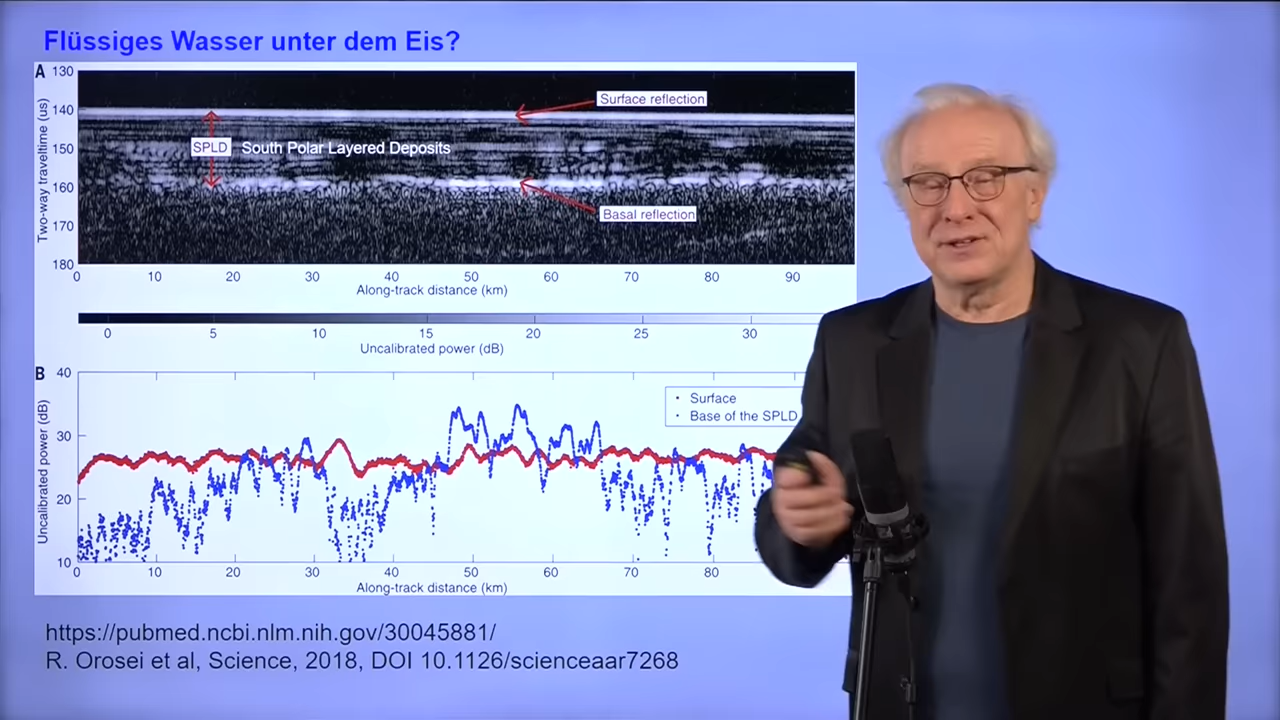 Flüssiges Wasser unter dem Eis?
A
130
140
150
160
170
180
Two-way traveltime (us)
Surface reflection
SPLD South Polar Layered Deposits
Basal reflection
0 10 20 30 40 50 60 70 80 90
Along-track distance (km)
0 5 10 15 20 25 30
Uncalibrated power (dB)
B
40
30
20
10
Uncalibrated power (dB)
Surface
Base of the SPLD
0 10 20 30 40 50 60 70 80
Along-track distance (km)
https://pubmed.ncbi.nlm.nih.gov/30045881/
R. Orosei et al, Science, 2018, DOI 10.1126/scienceaar7268